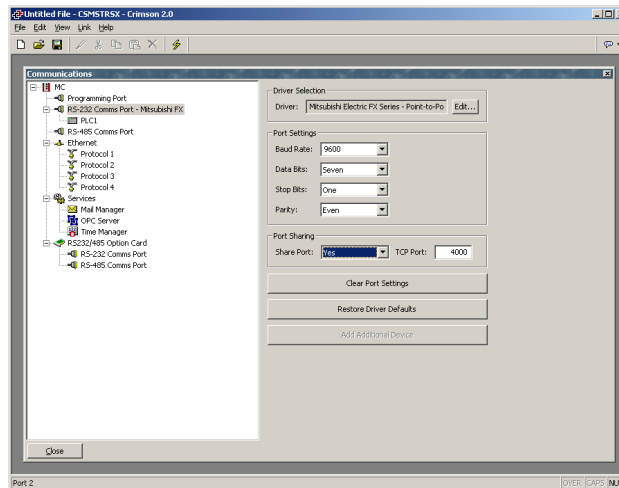 Untitled File - CSMSTRSX - Crimson 2.0
File Edit View Link Help
Communications
MC
Programming Port
RS-232 Comms Port - Mitsubishi FX
PLC1
RS-485 Comms Port
Ethernet
Protocol 1
Protocol 2
Protocol 3
Protocol 4
Services
Mail Manager
OPC Server
Time Manager
RS232/485 Option Card
RS-232 Comms Port
RS-485 Comms Port
Driver Selection
Driver: Mitsubishi Electric FX Series - Point-to-Po Edit...
Port Settings
Baud Rate: 9600
Data Bits: Seven
Stop Bits: One
Parity: Even
Port Sharing
Share Port: Yes TCP Port: 4000
Clear Port Settings
Restore Driver Defaults
Add Additional Device
Close
Port 2 OVER CAPS NU